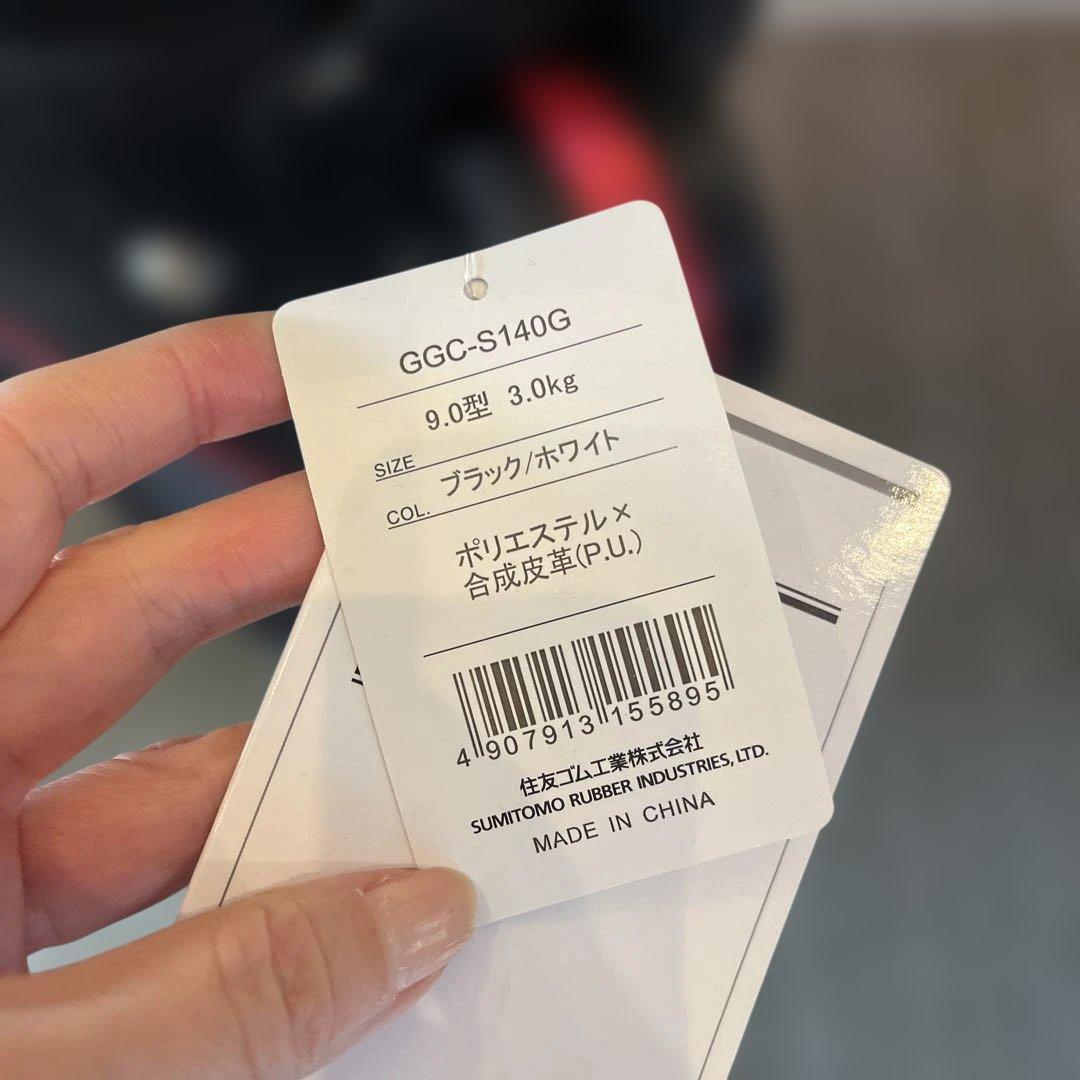 GGC-S140G
9.0型 3.0kg
SIZE
ブラック/ホワイト
COL.
ポリエステル×
合成皮革(P.U.)
4 907913 155895
住友ゴム工業株式会社
SUMITOMO RUBBER INDUSTRIES, LTD.
MADE IN CHINA